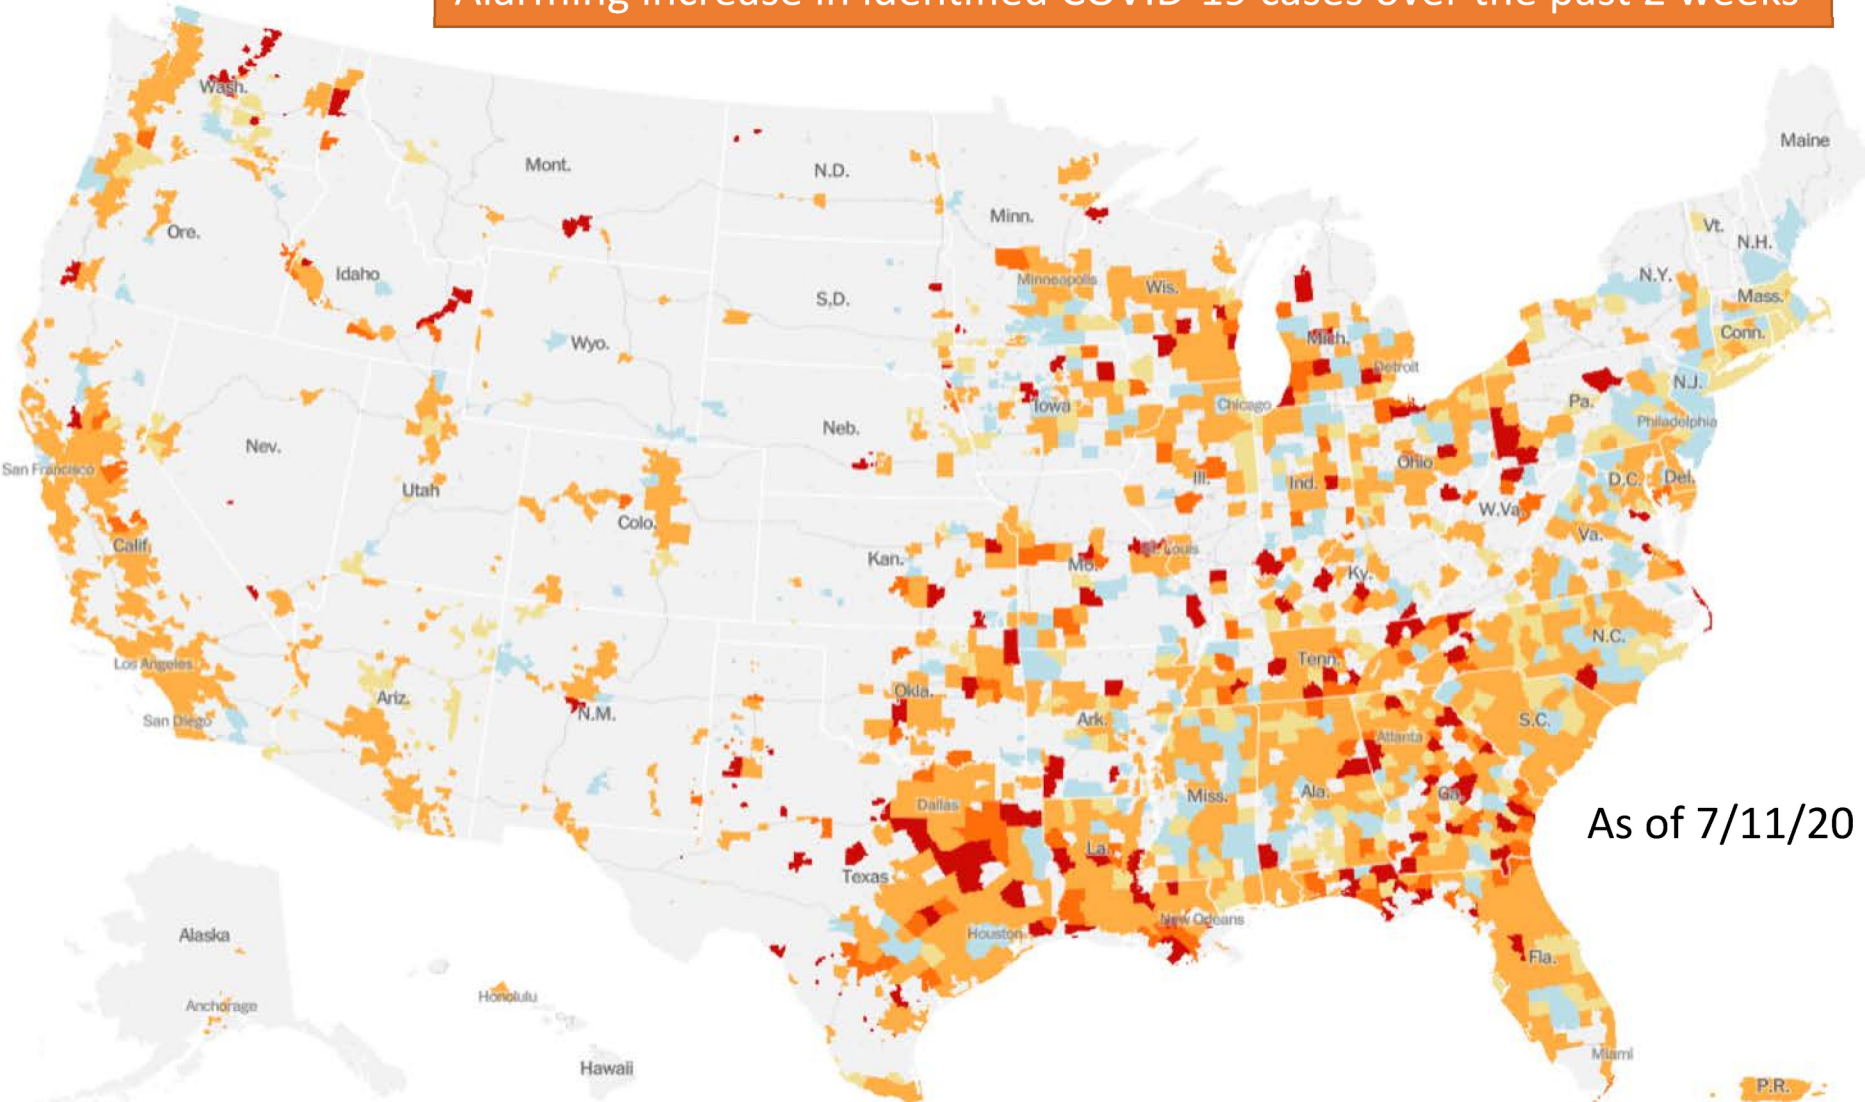 Alarming increase in identified COVID-19 cases over the past 2 weeks
Wash.
Maine
Mont.
N.D.
Minn.
Vt.
N.H.
Ore.
Idaho
Minneapolis
Wis.
N.Y.
Mass.
S.D.
Wyo.
Mich.
Conn.
Detroit
N.J.
Iowa
Chicago
Pa.
Philadelphia
Neb.
Nev.
San Francisco
Utah
Ohio
Ill.
Ind.
D.C.
Del.
Colo.
W.Va.
Va.
Calif.
Kan.
Mo.
St. Louis
Ky.
N.C.
Los Angeles
Tenn.
Ariz.
Okla.
N.M.
San Diego
Ark.
S.C.
Atlanta
Dallas
Miss.
Ala.
Ga.
As of 7/11/20
La.
Texas
New Orleans
Houston
Alaska
Fla.
Anchorage
Honolulu
Miami
Hawaii
P.R.